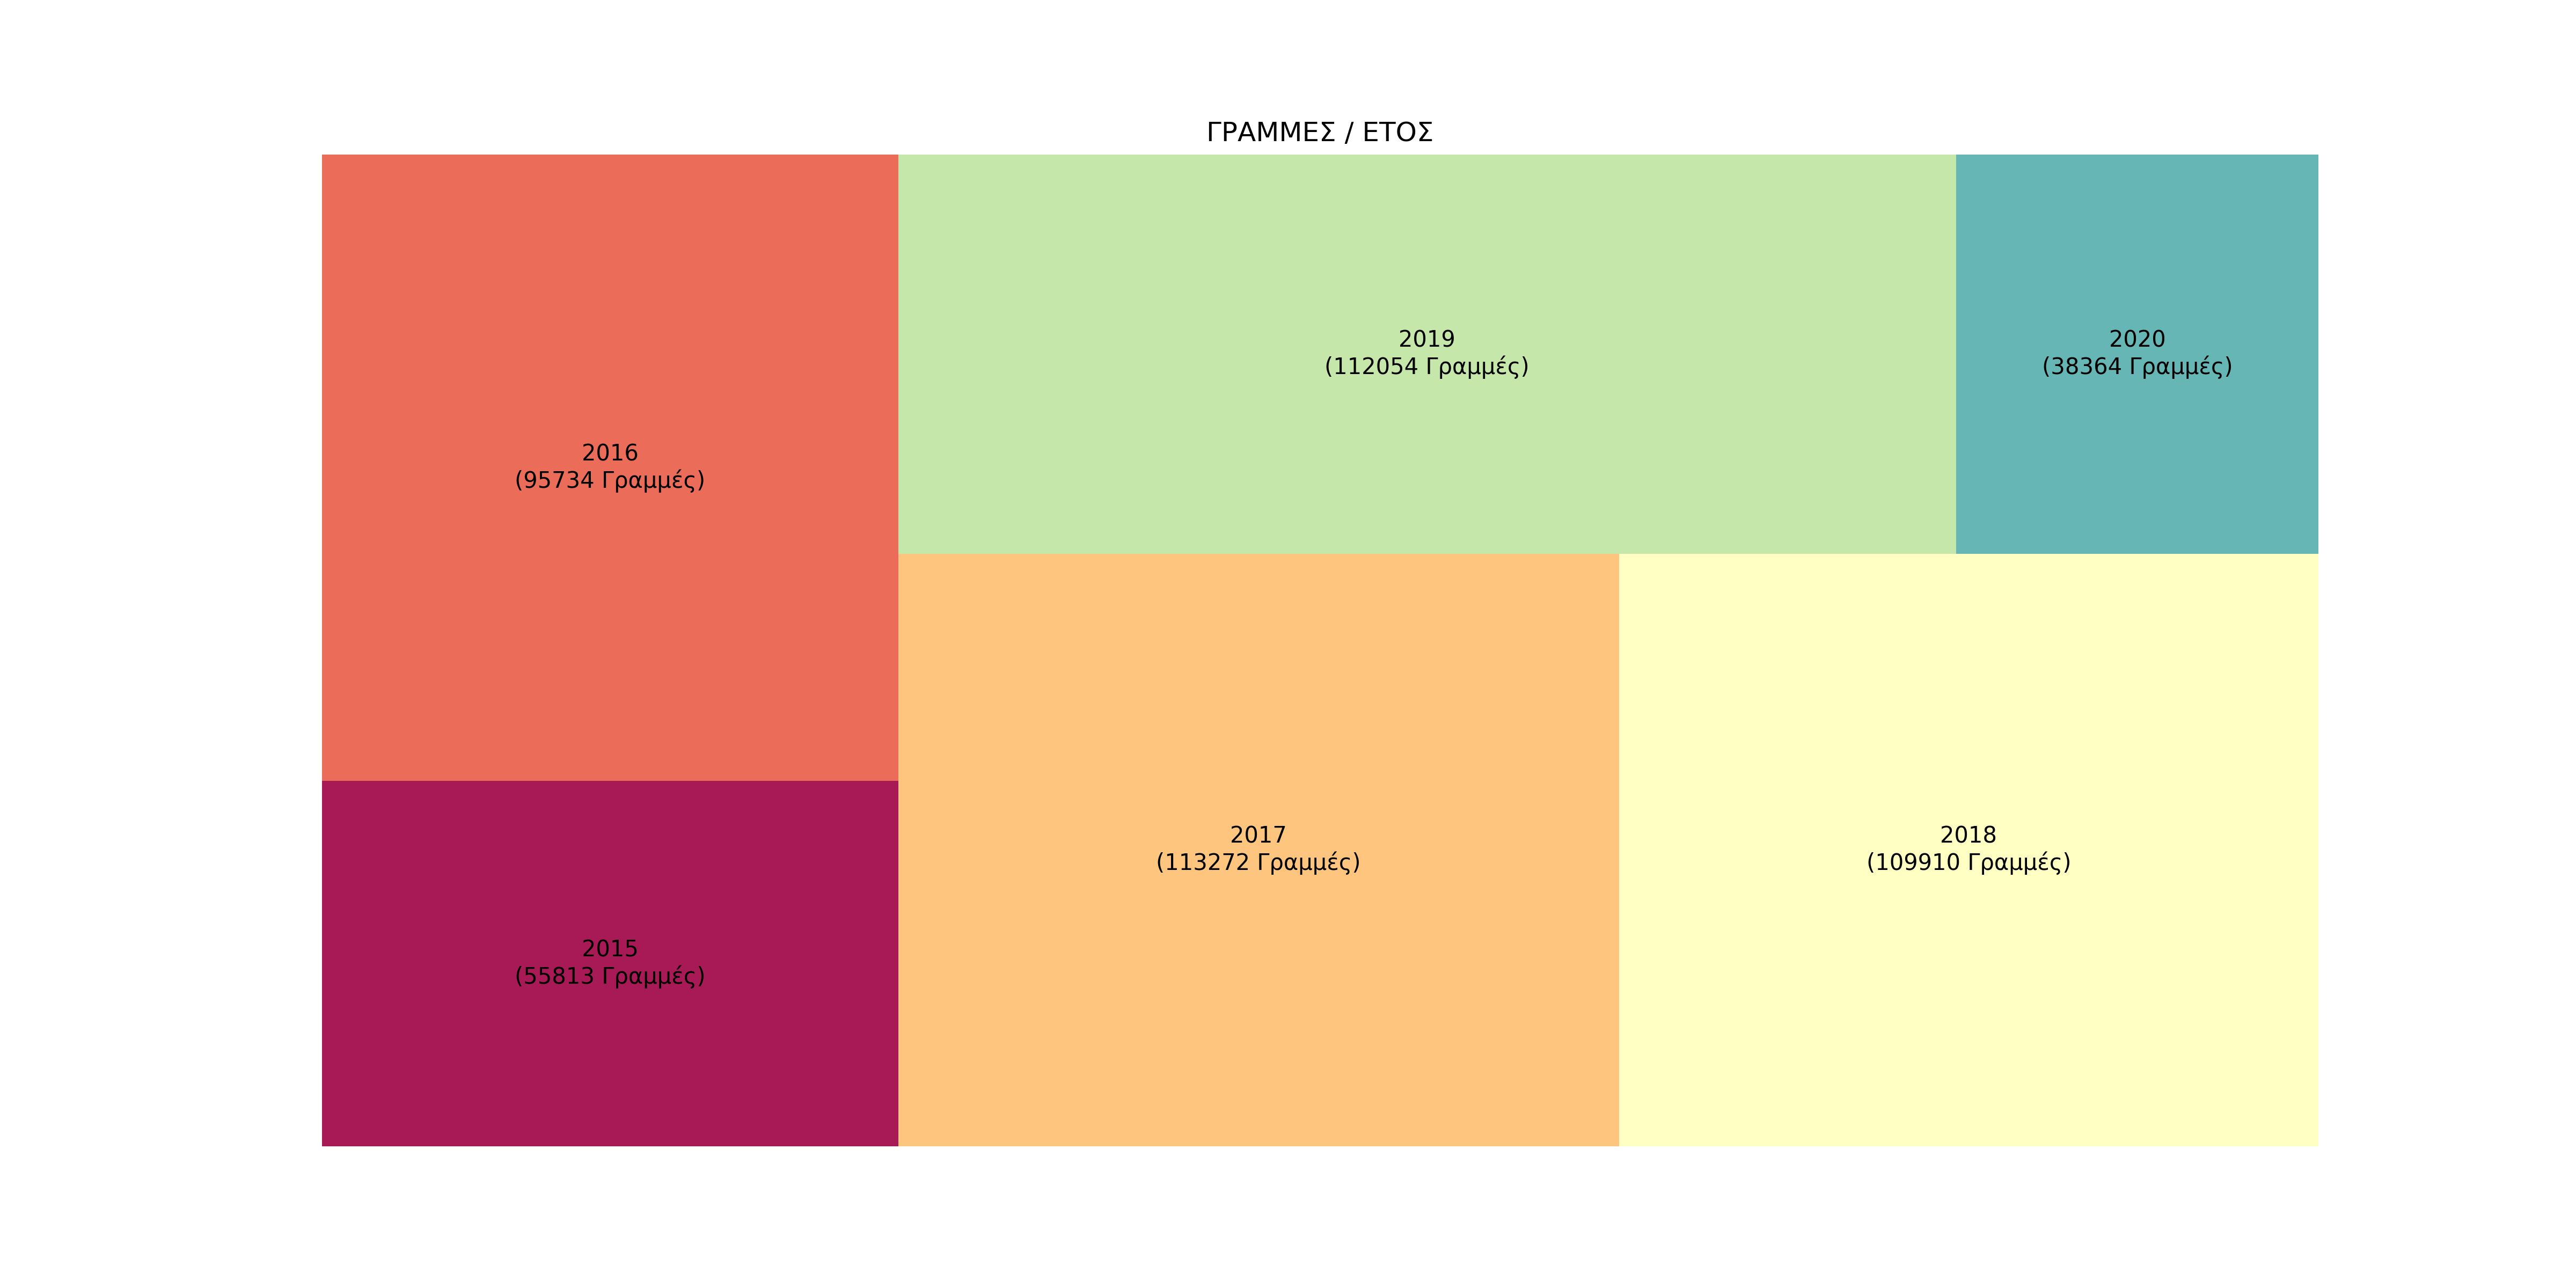 ΓΡΑΜΜΕΣ / ΕΤΟΣ
2016
(95734 Γραμμές)
2019
(112054 Γραμμές)
2020
(38364 Γραμμές)
2015
(55813 Γραμμές)
2017
(113272 Γραμμές)
2018
(109910 Γραμμές)